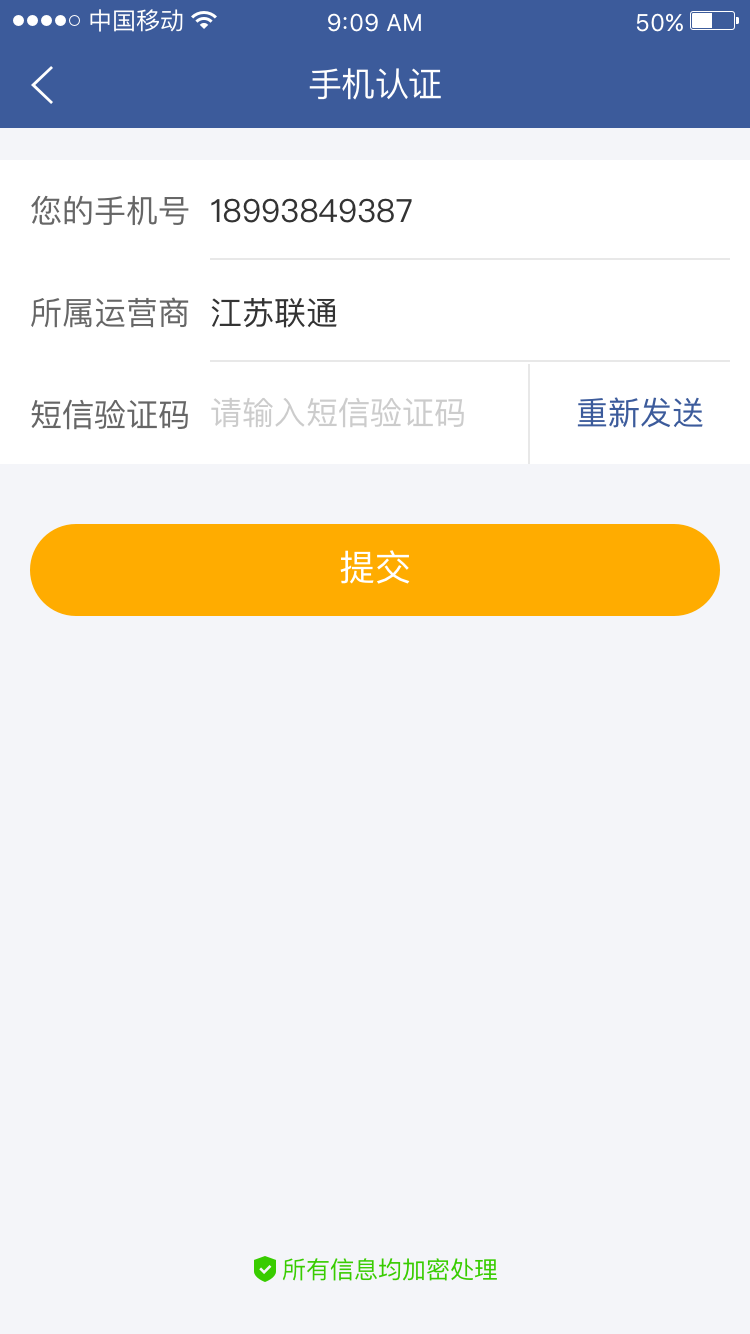 中国移动 9:09 AM 50%
手机认证
您的手机号 18993849387
所属运营商 江苏联通
短信验证码 请输入短信验证码 重新发送
提交
所有信息均加密处理